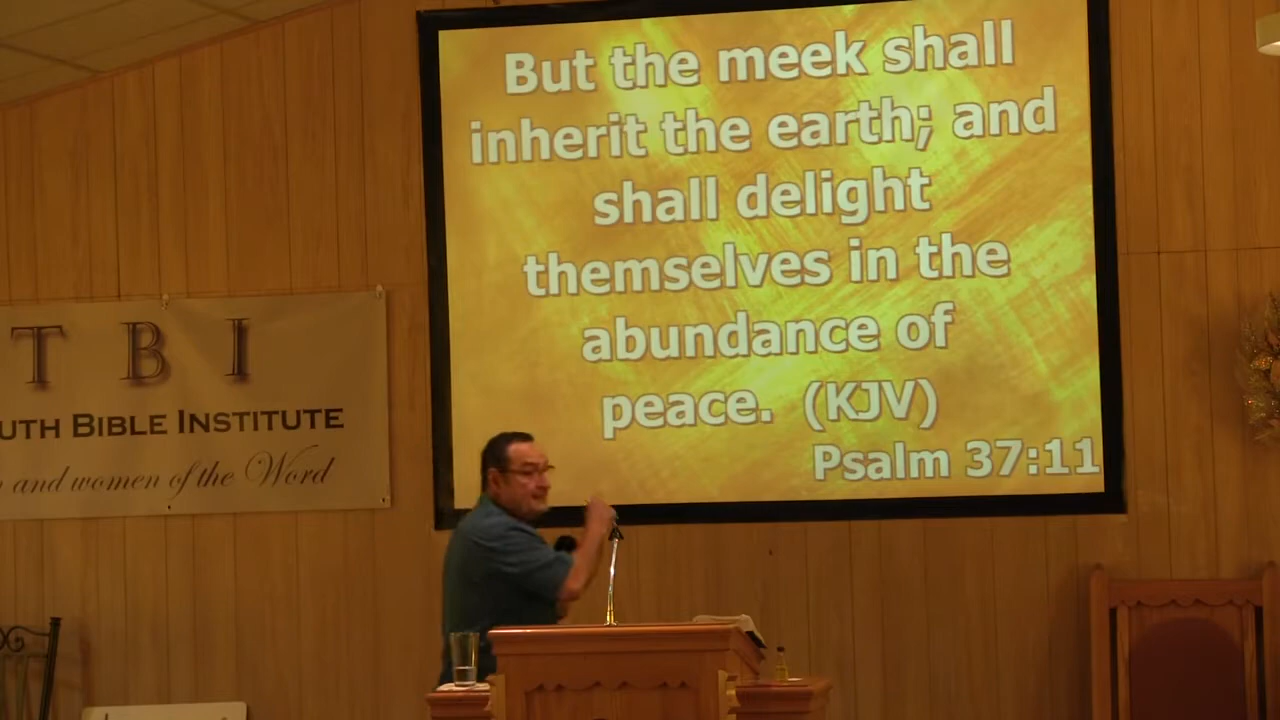 But the meek shall
inherit the earth; and
shall delight
themselves in the
abundance of
peace. (KJV)
Psalm 37:11
T B I
UTH BIBLE INSTITUTE
and women of the Word